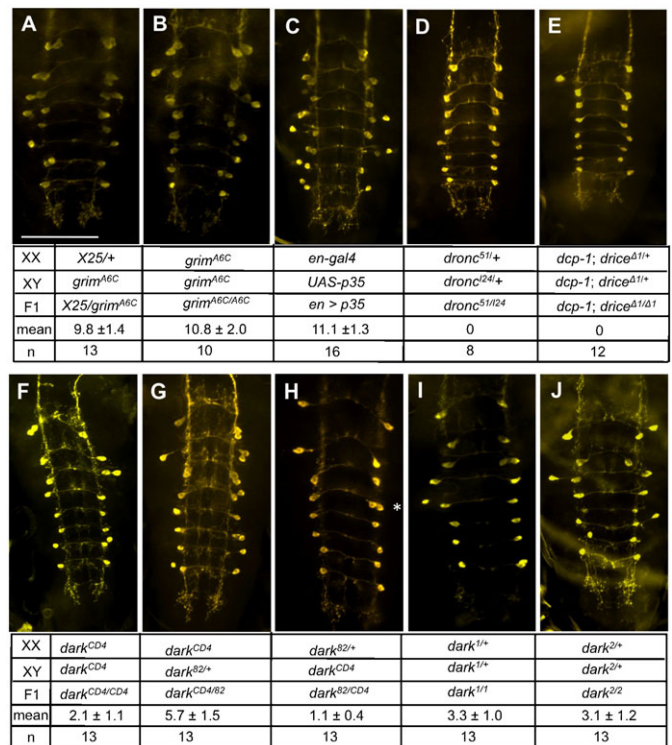 A B C D E
XX X25/+ grim^A6C en-gal4 dronc^51/+ dcp-1; drice^Δ1/+
XY grim^A6C grim^A6C UAS-p35 dronc^I24/+ dcp-1; drice^Δ1/+
F1 X25/grim^A6C grim^A6C/A6C en > p35 dronc^51/I24 dcp-1; drice^Δ1/Δ1
mean 9.8 ±1.4 10.8 ± 2.0 11.1 ±1.3 0 0
n 13 10 16 8 12
F G H I J
*
XX dark^CD4 dark^CD4 dark^82/+ dark^1/+ dark^2/+
XY dark^CD4 dark^82/+ dark^CD4 dark^1/+ dark^2/+
F1 dark^CD4/CD4 dark^CD4/82 dark^82/CD4 dark^1/1 dark^2/2
mean 2.1 ± 1.1 5.7 ± 1.5 1.1 ± 0.4 3.3 ± 1.0 3.1 ± 1.2
n 13 13 13 13 13